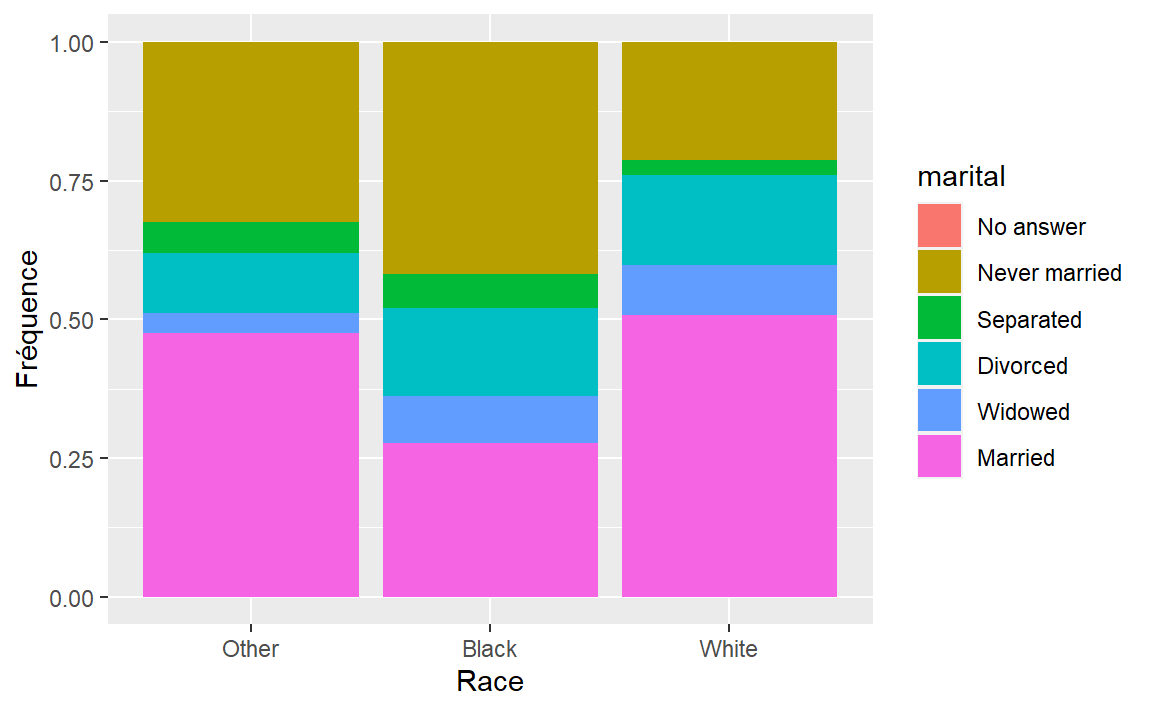 Fréquence
1.00
0.75
0.50
0.25
0.00
Other
Black
White
Race
marital
No answer
Never married
Separated
Divorced
Widowed
Married